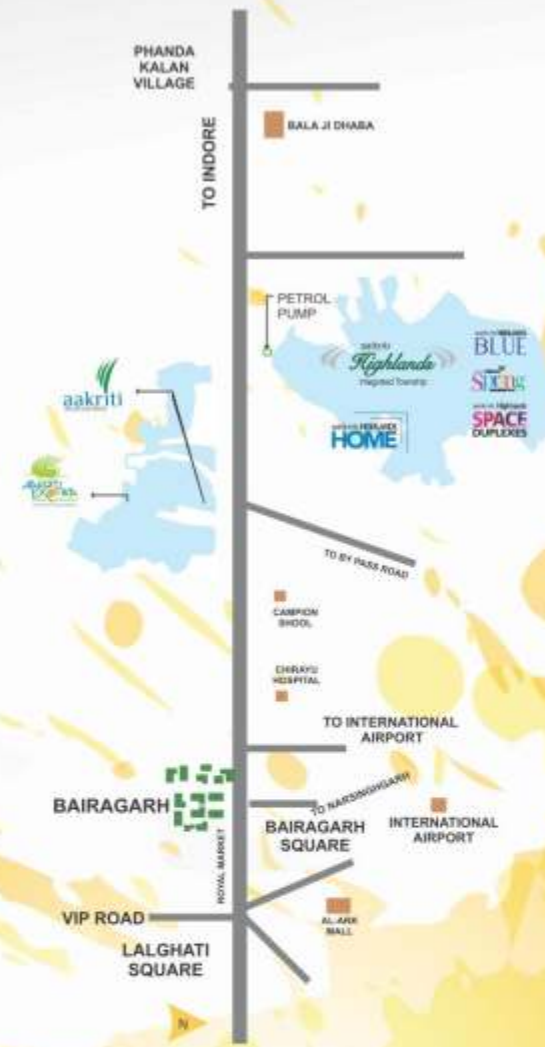 PHANDA
KALAN
VILLAGE
BALA JI DHABA
TO INDORE
PETROL
PUMP
Highlands
Integrated Township
BLUE
Spring
SPACE
DUPLEXES
HOME
aakriti
TO BY PASS ROAD
CAMPION
SHOOL
CHIRAYU
HOSPITAL
TO INTERNATIONAL
AIRPORT
BAIRAGARH
TO NARSINGHGARH
BAIRAGARH
SQUARE
INTERNATIONAL
AIRPORT
ROYAL MARKET
VIP ROAD
LALGHATI
SQUARE
MALL
N